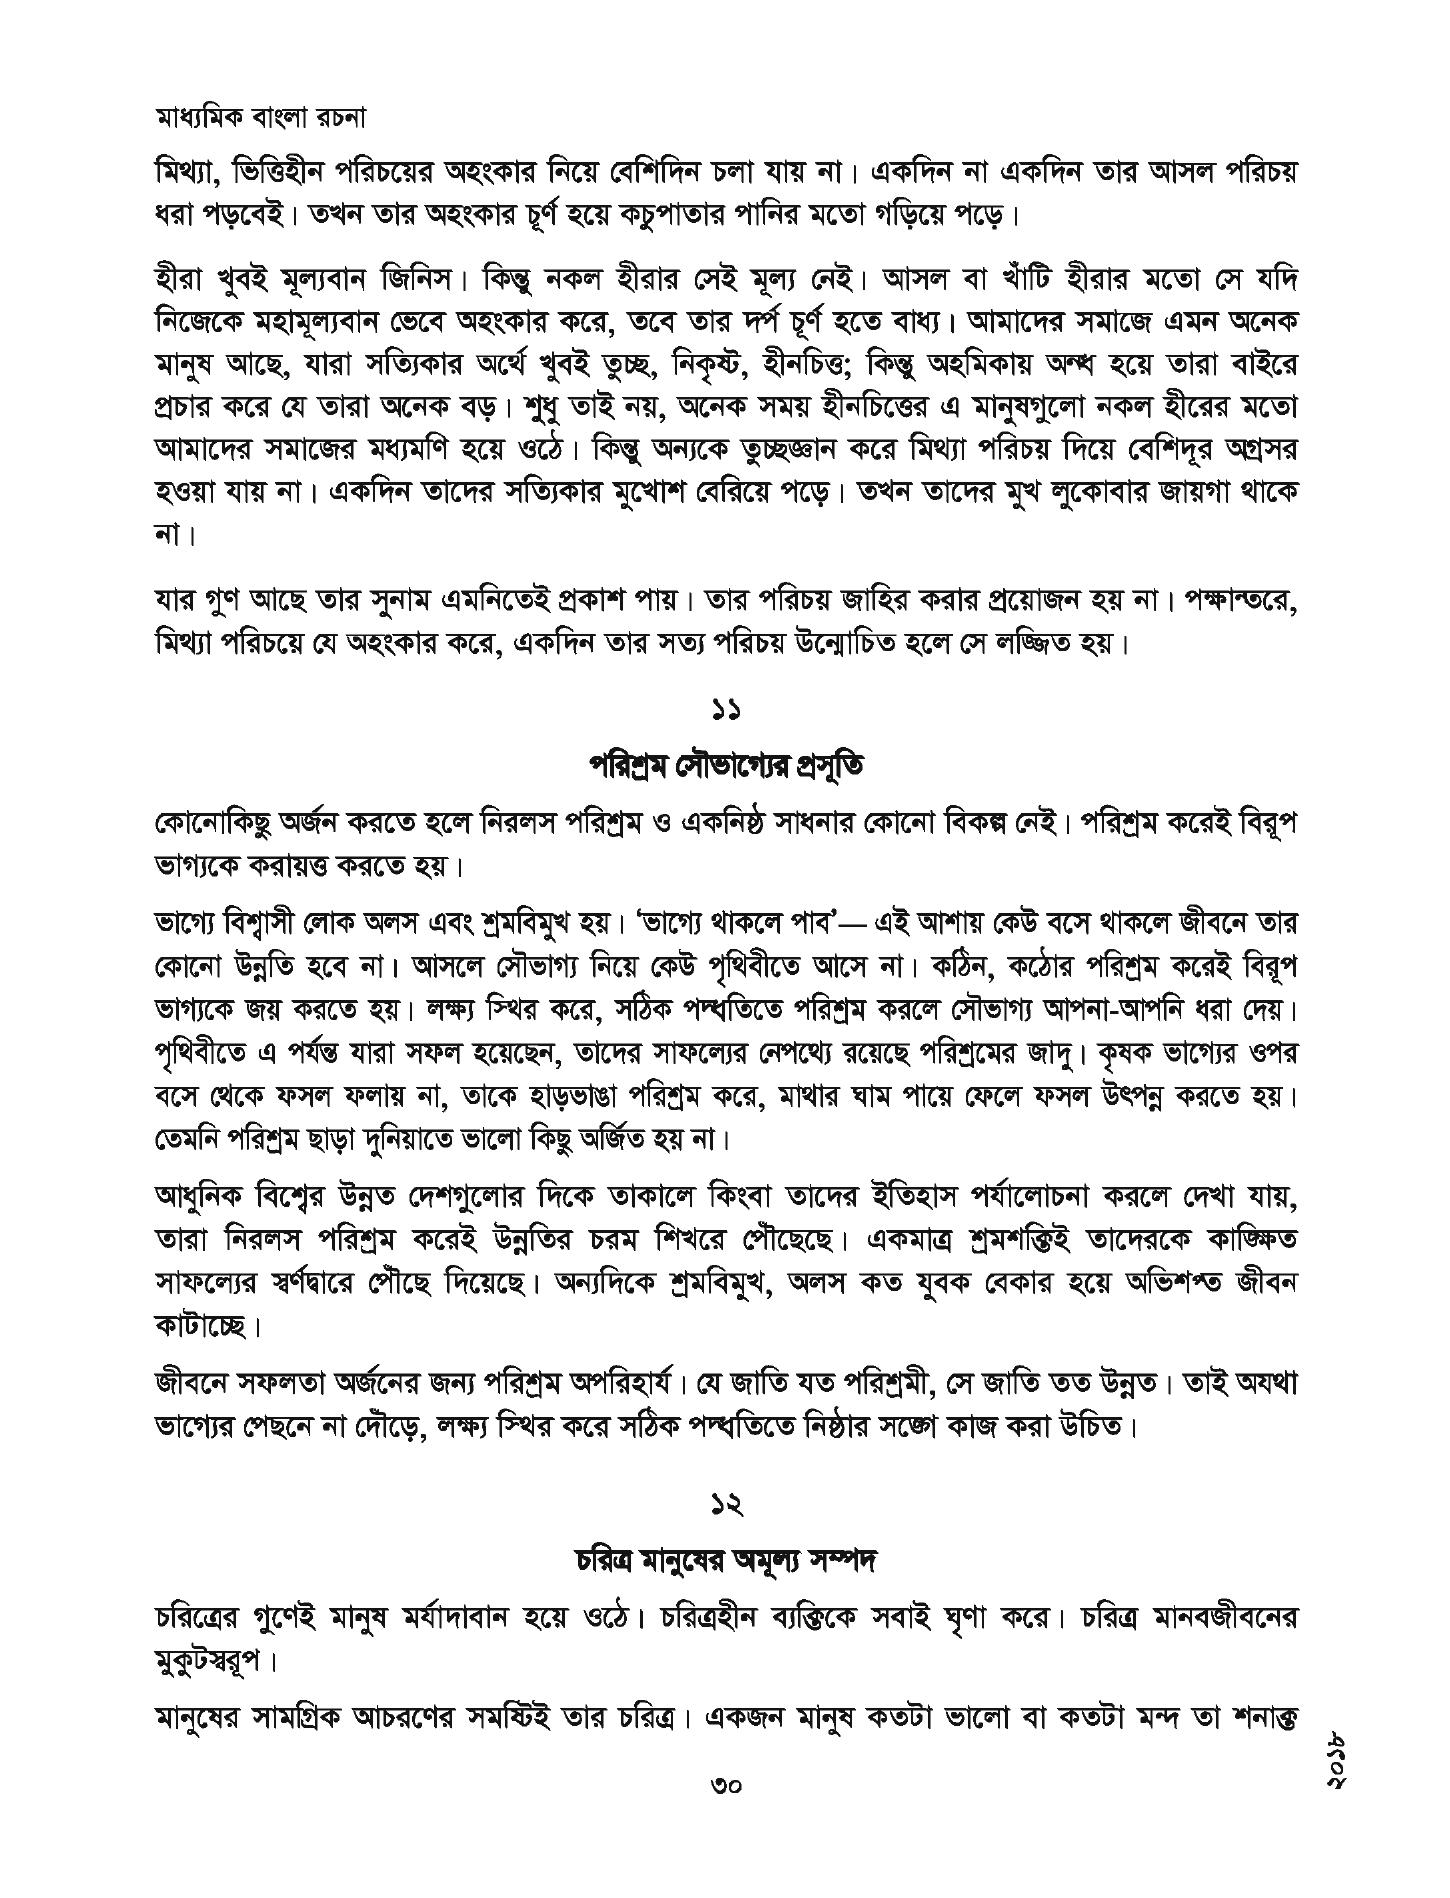 মাধ্যমিক বাংলা রচনা
মিথ্যা, ভিত্তিহীন পরিচয়ের অহংকার নিয়ে বেশিদিন চলা যায় না। একদিন না একদিন তার আসল পরিচয়
ধরা পড়বেই। তখন তার অহংকার চূর্ণ হয়ে কচুপাতার পানির মতো গড়িয়ে পড়ে।
হীরা খুবই মূল্যবান জিনিস। কিন্তু নকল হীরার সেই মূল্য নেই। আসল বা খাঁটি হীরার মতো সে যদি
নিজেকে মহামূল্যবান ভেবে অহংকার করে, তবে তার দর্প চূর্ণ হতে বাধ্য। আমাদের সমাজে এমন অনেক
মানুষ আছে, যারা সত্যিকার অর্থে খুবই তুচ্ছ, নিকৃষ্ট, হীনচিত্ত; কিন্তু অহমিকায় অন্ধ হয়ে তারা বাইরে
প্রচার করে যে তারা অনেক বড়। শুধু তাই নয়, অনেক সময় হীনচিত্তের এ মানুষগুলো নকল হীরের মতো
আমাদের সমাজের মধ্যমণি হয়ে ওঠে। কিন্তু অন্যকে তুচ্ছজ্ঞান করে মিথ্যা পরিচয় দিয়ে বেশিদূর অগ্রসর
হওয়া যায় না। একদিন তাদের সত্যিকার মুখোশ বেরিয়ে পড়ে। তখন তাদের মুখ লুকোবার জায়গা থাকে
না।
যার গুণ আছে তার সুনাম এমনিতেই প্রকাশ পায়। তার পরিচয় জাহির করার প্রয়োজন হয় না। পক্ষান্তরে,
মিথ্যা পরিচয়ে যে অহংকার করে, একদিন তার সত্য পরিচয় উন্মোচিত হলে সে লজ্জিত হয়।
১১
পরিশ্রম সৌভাগ্যের প্রসূতি
কোনোকিছু অর্জন করতে হলে নিরলস পরিশ্রম ও একনিষ্ঠ সাধনার কোনো বিকল্প নেই। পরিশ্রম করেই বিরূপ
ভাগ্যকে করায়ত্ত করতে হয়।
ভাগ্যে বিশ্বাসী লোক অলস এবং শ্রমবিমুখ হয়। ‘ভাগ্যে থাকলে পাব’— এই আশায় কেউ বসে থাকলে জীবনে তার
কোনো উন্নতি হবে না। আসলে সৌভাগ্য নিয়ে কেউ পৃথিবীতে আসে না। কঠিন, কঠোর পরিশ্রম করেই বিরূপ
ভাগ্যকে জয় করতে হয়। লক্ষ্য স্থির করে, সঠিক পদ্ধতিতে পরিশ্রম করলে সৌভাগ্য আপনা-আপনি ধরা দেয়।
পৃথিবীতে এ পর্যন্ত যারা সফল হয়েছেন, তাদের সাফল্যের নেপথ্যে রয়েছে পরিশ্রমের জাদু। কৃষক ভাগ্যের ওপর
বসে থেকে ফসল ফলায় না, তাকে হাড়ভাঙা পরিশ্রম করে, মাথার ঘাম পায়ে ফেলে ফসল উৎপন্ন করতে হয়।
তেমনি পরিশ্রম ছাড়া দুনিয়াতে ভালো কিছু অর্জিত হয় না।
আধুনিক বিশ্বের উন্নত দেশগুলোর দিকে তাকালে কিংবা তাদের ইতিহাস পর্যালোচনা করলে দেখা যায়,
তারা নিরলস পরিশ্রম করেই উন্নতির চরম শিখরে পৌঁছেছে। একমাত্র শ্রমশক্তিই তাদেরকে কাঙ্ক্ষিত
সাফল্যের স্বর্ণদ্বারে পৌঁছে দিয়েছে। অন্যদিকে শ্রমবিমুখ, অলস কত যুবক বেকার হয়ে অভিশপ্ত জীবন
কাটাচ্ছে।
জীবনে সফলতা অর্জনের জন্য পরিশ্রম অপরিহার্য। যে জাতি যত পরিশ্রমী, সে জাতি তত উন্নত। তাই অযথা
ভাগ্যের পেছনে না দৌঁড়ে, লক্ষ্য স্থির করে সঠিক পদ্ধতিতে নিষ্ঠার সঙ্গে কাজ করা উচিত।
১২
চরিত্র মানুষের অমূল্য সম্পদ
চরিত্রের গুণেই মানুষ মর্যাদাবান হয়ে ওঠে। চরিত্রহীন ব্যক্তিকে সবাই ঘৃণা করে। চরিত্র মানবজীবনের
মুকুটস্বরূপ।
মানুষের সামগ্রিক আচরণের সমষ্টিই তার চরিত্র। একজন মানুষ কতটা ভালো বা কতটা মন্দ তা শনাক্ত
৩০
২০১৮